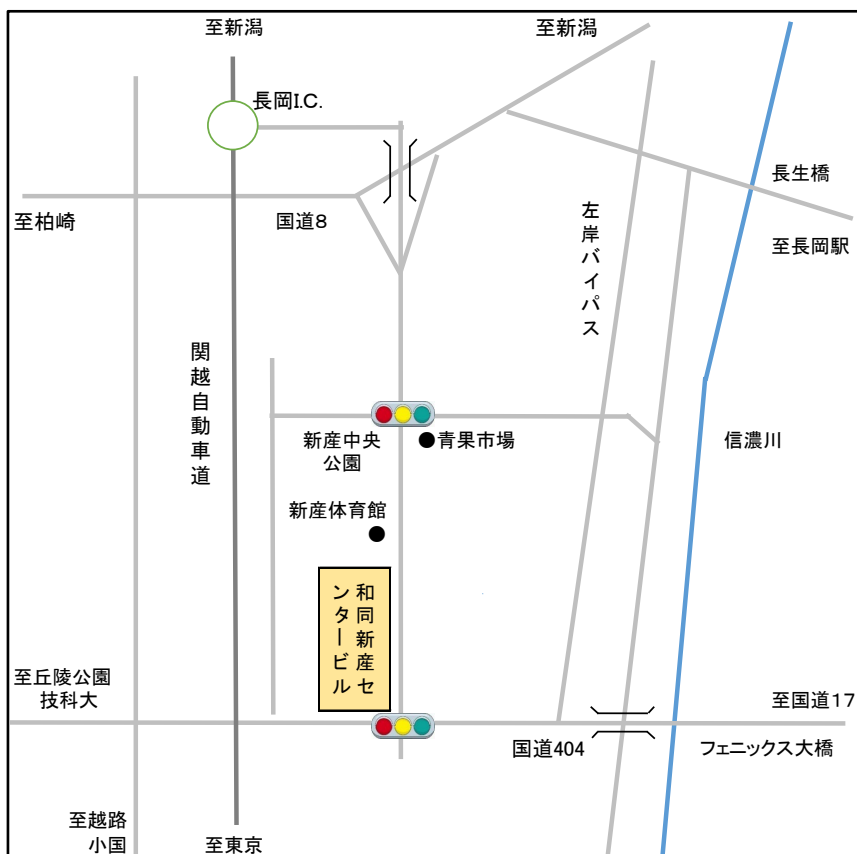 至新潟
至新潟
長岡I.C.
長生橋
至柏崎
国道8
左岸バイパス
至長岡駅
関越自動車道
新産中央
公園
青果市場
信濃川
新産体育館
和同新産セ
ンタービル
至丘陵公園
技科大
至国道17
国道404
フェニックス大橋
至越路
小国
至東京